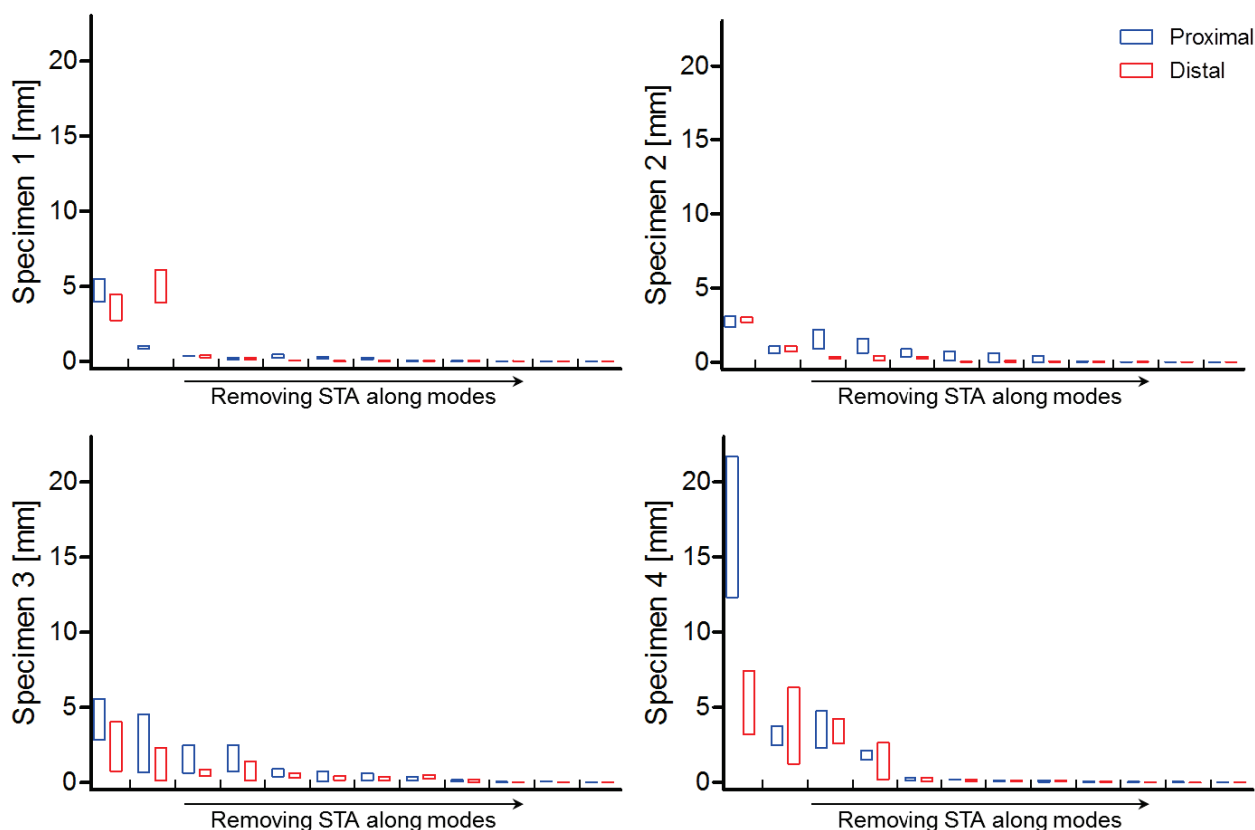 Specimen 1 [mm]
20
15
10
5
0
Removing STA along modes
Specimen 2 [mm]
20
15
10
5
0
Removing STA along modes
Proximal
Distal
Specimen 3 [mm]
20
15
10
5
0
Removing STA along modes
Specimen 4 [mm]
20
15
10
5
0
Removing STA along modes